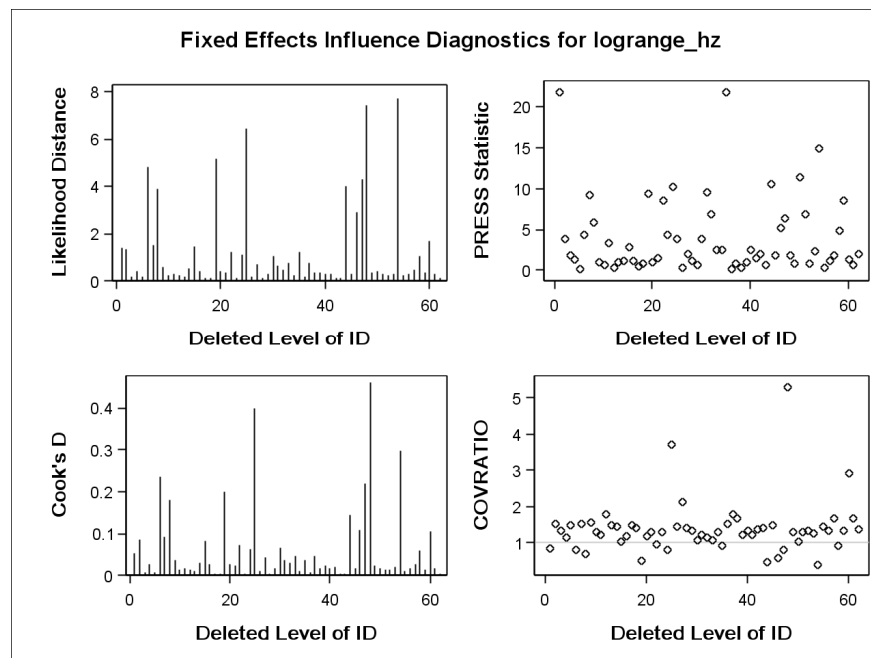 Fixed Effects Influence Diagnostics for logrange_hz
Likelihood Distance
8
6
4
2
0
0 20 40 60
Deleted Level of ID
PRESS Statistic
20
15
10
5
0
0 20 40 60
Deleted Level of ID
Cook's D
0.4
0.3
0.2
0.1
0
0 20 40 60
Deleted Level of ID
COVRATIO
5
4
3
2
1
0 20 40 60
Deleted Level of ID